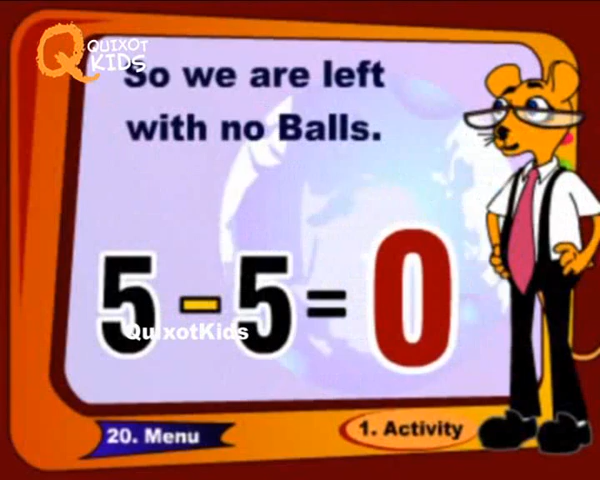 QUIXOT
KIDS
So we are left
with no Balls.
5 - 5 = 0
QuixotKids
20. Menu
1. Activity